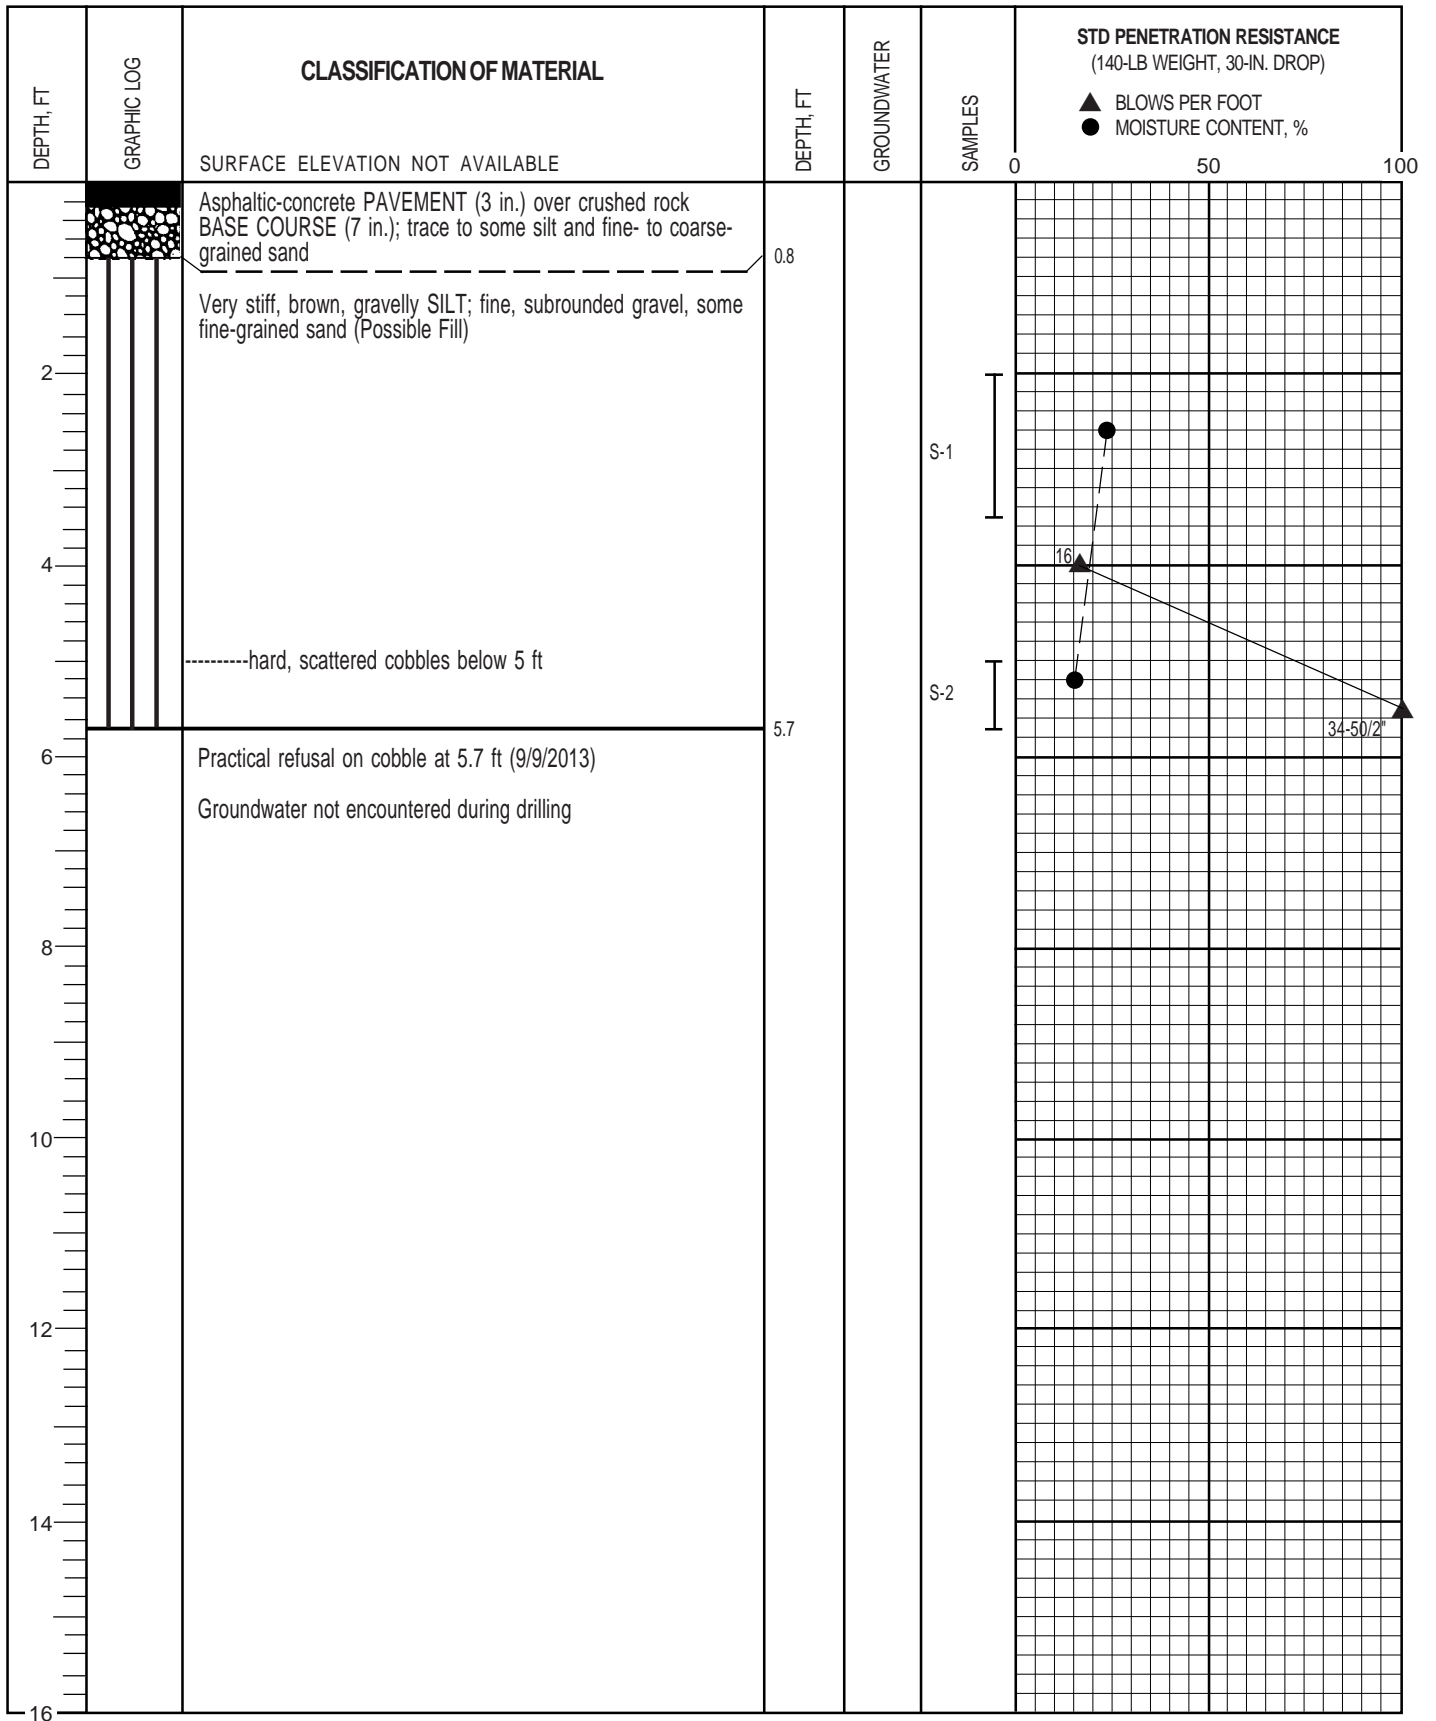 DEPTH, FT
GRAPHIC LOG
CLASSIFICATION OF MATERIAL
SURFACE ELEVATION NOT AVAILABLE
DEPTH, FT
GROUNDWATER
SAMPLES
STD PENETRATION RESISTANCE
(140-LB WEIGHT, 30-IN. DROP)
BLOWS PER FOOT
MOISTURE CONTENT, %
0 50 100
Asphaltic-concrete PAVEMENT (3 in.) over crushed rock
BASE COURSE (7 in.); trace to some silt and fine- to coarse-
grained sand
0.8
Very stiff, brown, gravelly SILT; fine, subrounded gravel, some
fine-grained sand (Possible Fill)
2
S-1
4
16
----------hard, scattered cobbles below 5 ft
S-2
5.7
34-50/2"
6
Practical refusal on cobble at 5.7 ft (9/9/2013)
Groundwater not encountered during drilling
8
10
12
14
16